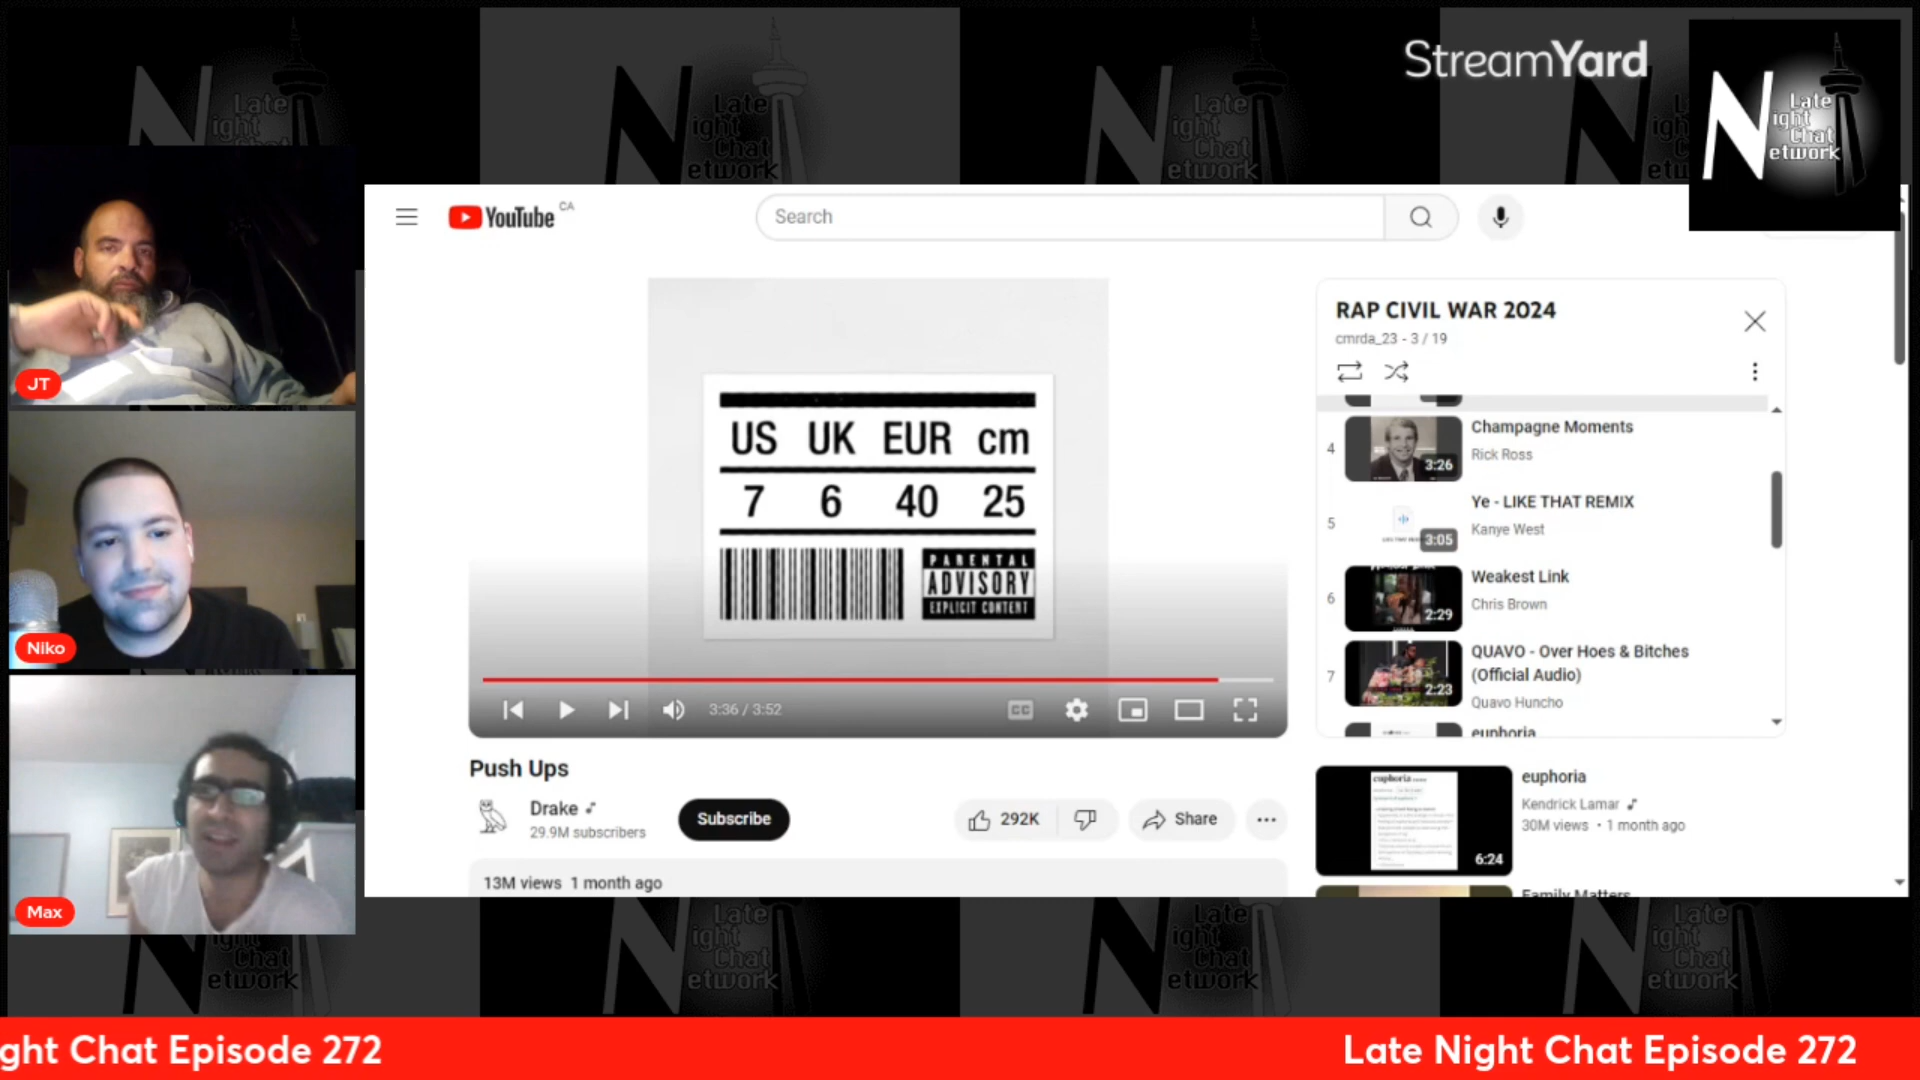 StreamYard
Late
Night
Chat
Network
JT
Niko
Max
YouTube CA
Search
US UK EUR cm
7 6 40 25
PARENTAL
ADVISORY
EXPLICIT CONTENT
3:36 / 3:52
CC
Push Ups
Drake
29.9M subscribers
Subscribe
292K
Share
13M views 1 month ago
RAP CIVIL WAR 2024
cmrda_23 - 3 / 19
4
3:26
Champagne Moments
Rick Ross
5
3:05
Ye - LIKE THAT REMIX
Kanye West
6
2:29
Weakest Link
Chris Brown
7
2:23
QUAVO - Over Hoes & Bitches
(Official Audio)
Quavo Huncho
euphoria
euphoria
6:24
euphoria
Kendrick Lamar
30M views • 1 month ago
Family Matters
ght Chat Episode 272
Late Night Chat Episode 272